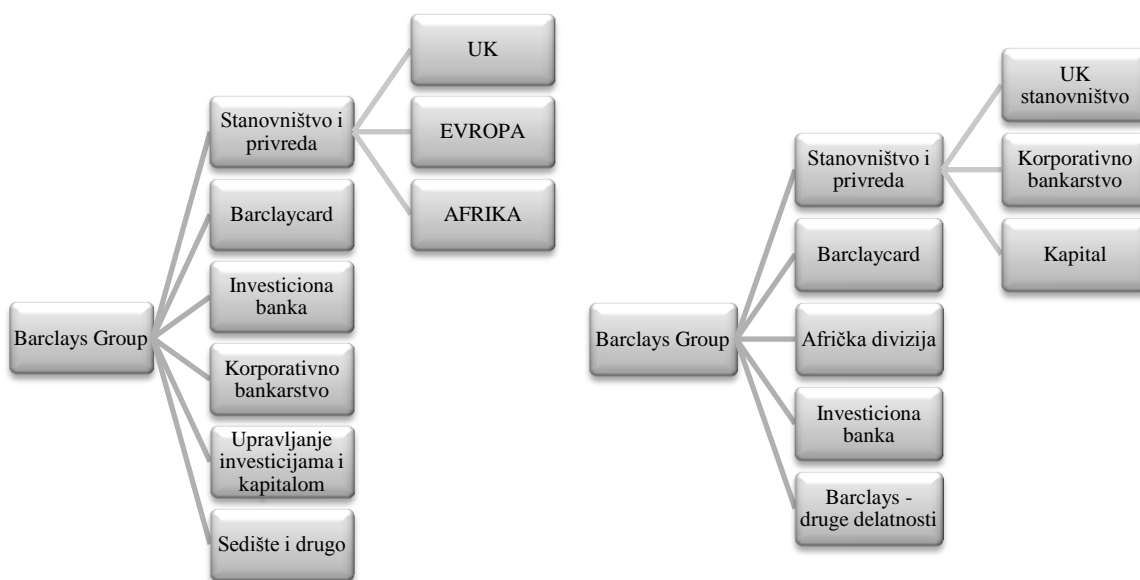 Barclays Group
Stanovništvo i
privreda
UK
EVROPA
AFRIKA
Barclaycard
Investiciona
banka
Korporativno
bankarstvo
Upravljanje
investicijama i
kapitalom
Sedište i drugo
Barclays Group
Stanovništvo i
privreda
UK
stanovništvo
Korporativno
bankarstvo
Kapital
Barclaycard
Afrička divizija
Investiciona
banka
Barclays -
druge delatnosti